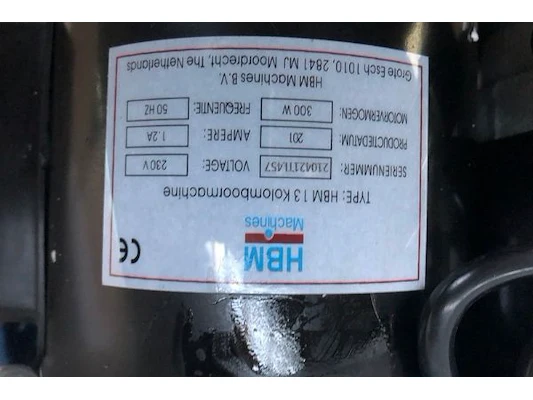 HBM
Machines
CE
TYPE: HBM 13 Kolomboormachine
SERIENUMMER: 210421TL457 VOLTAGE: 230 V
PRODUCTIEDATUM: 201 AMPERE: 1.2A
MOTORVERMOGEN: 300 W FREQUENTIE: 50 HZ
HBM Machines B.V.
Grote Esch 1010, 2841 MJ Moordrecht, The Netherlands